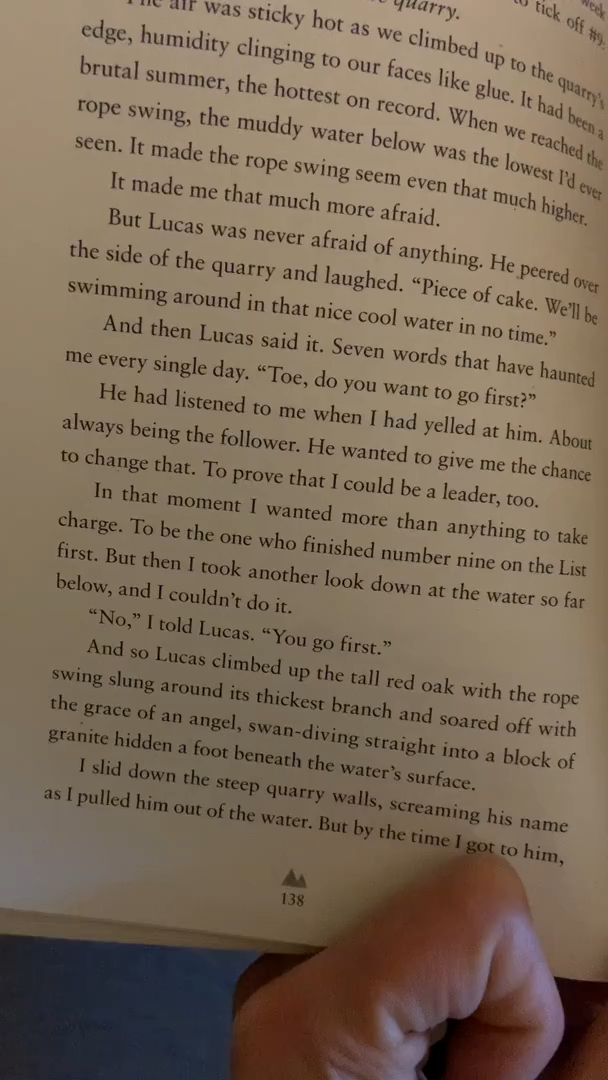 quarry.
week
to tick off #9:
The air was sticky hot as we climbed up to the quarry's
edge, humidity clinging to our faces like glue. It had been a
brutal summer, the hottest on record. When we reached the
rope swing, the muddy water below was the lowest I'd ever
seen. It made the rope swing seem even that much higher.
It made me that much more afraid.
But Lucas was never afraid of anything. He peered over
the side of the quarry and laughed. “Piece of cake. We'll be
swimming around in that nice cool water in no time.”
And then Lucas said it. Seven words that have haunted
me every single day. “Toe, do you want to go first?”
He had listened to me when I had yelled at him. About
always being the follower. He wanted to give me the chance
to change that. To prove that I could be a leader, too.
In that moment I wanted more than anything to take
charge. To be the one who finished number nine on the List
first. But then I took another look down at the water so far
below, and I couldn't do it.
“No,” I told Lucas. “You go first.”
And so Lucas climbed up the tall red oak with the rope
swing slung around its thickest branch and soared off with
the grace of an angel, swan-diving straight into a block of
granite hidden a foot beneath the water's surface.
I slid down the steep quarry walls, screaming his name
as I pulled him out of the water. But by the time I got to him,
138